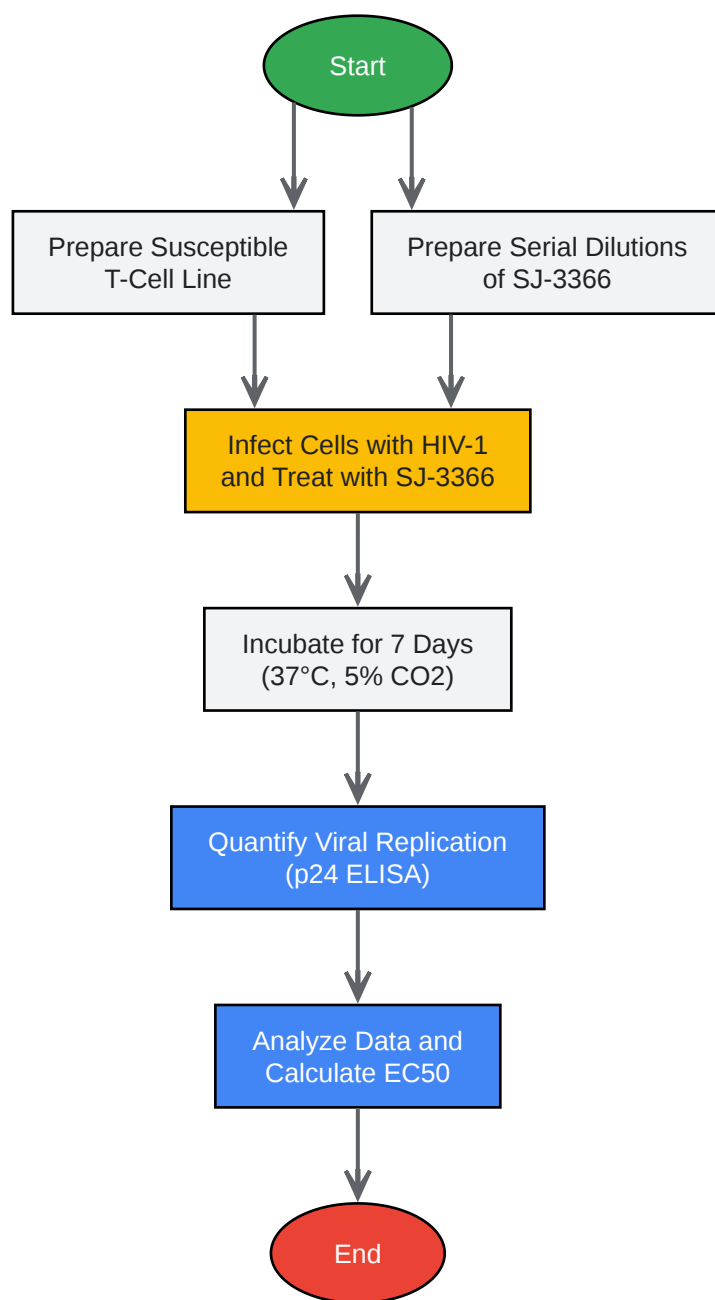 Start
Prepare Susceptible
T-Cell Line
Prepare Serial Dilutions
of SJ-3366
Infect Cells with HIV-1
and Treat with SJ-3366
Incubate for 7 Days
(37°C, 5% CO2)
Quantify Viral Replication
(p24 ELISA)
Analyze Data and
Calculate EC50
End